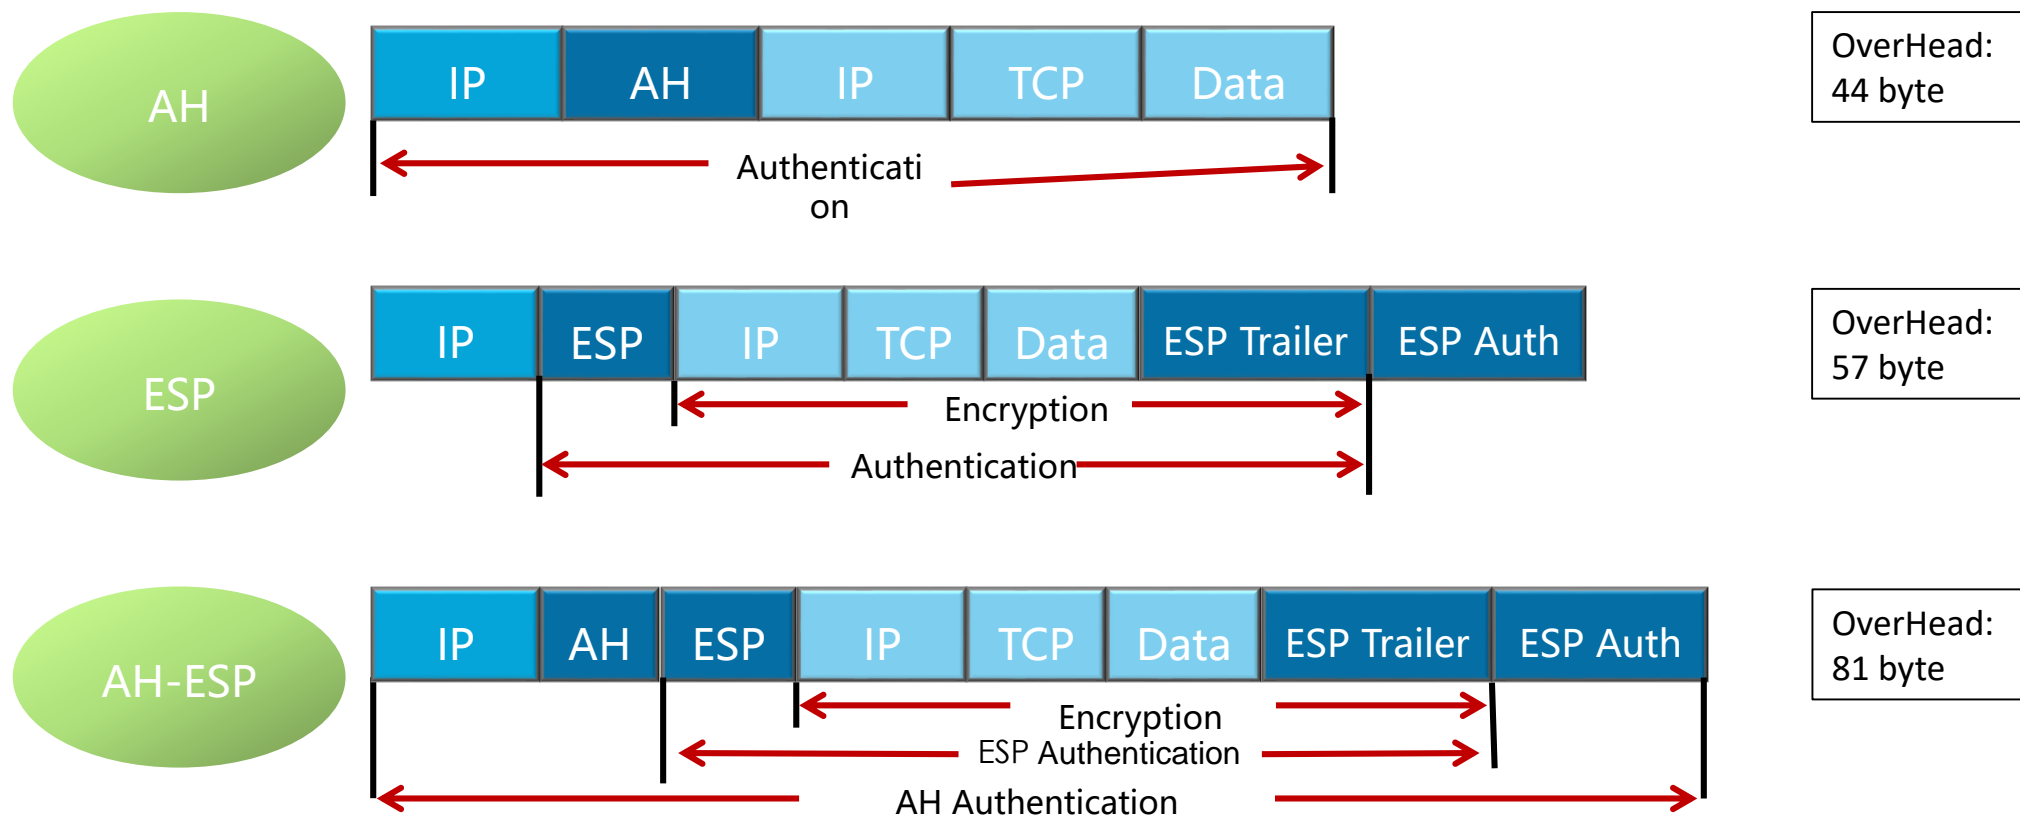 AH
IP AH IP TCP Data
OverHead:
44 byte
Authenticati
on
ESP
IP ESP IP TCP Data ESP Trailer ESP Auth
OverHead:
57 byte
Encryption
Authentication
AH-ESP
IP AH ESP IP TCP Data ESP Trailer ESP Auth
OverHead:
81 byte
Encryption
ESP Authentication
AH Authentication